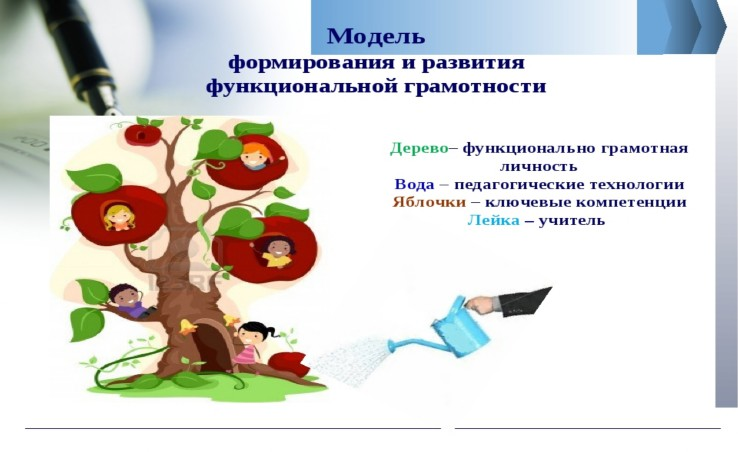 Модель
формирования и развития
функциональной грамотности
Дерево– функционально грамотная
личность
Вода – педагогические технологии
Яблочки – ключевые компетенции
Лейка – учитель